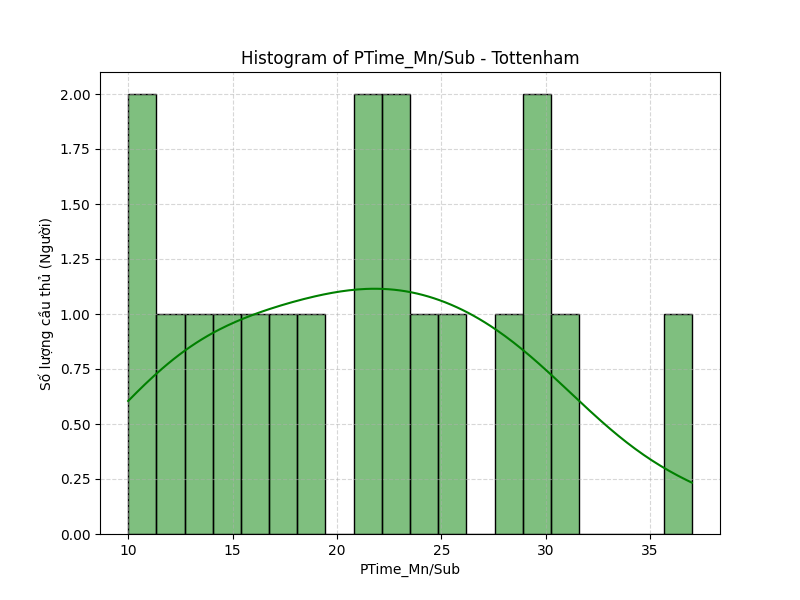 Histogram of PTime_Mn/Sub - Tottenham
Số lượng cầu thủ (Người)
2.00
1.75
1.50
1.25
1.00
0.75
0.50
0.25
0.00
10 15 20 25 30 35
PTime_Mn/Sub